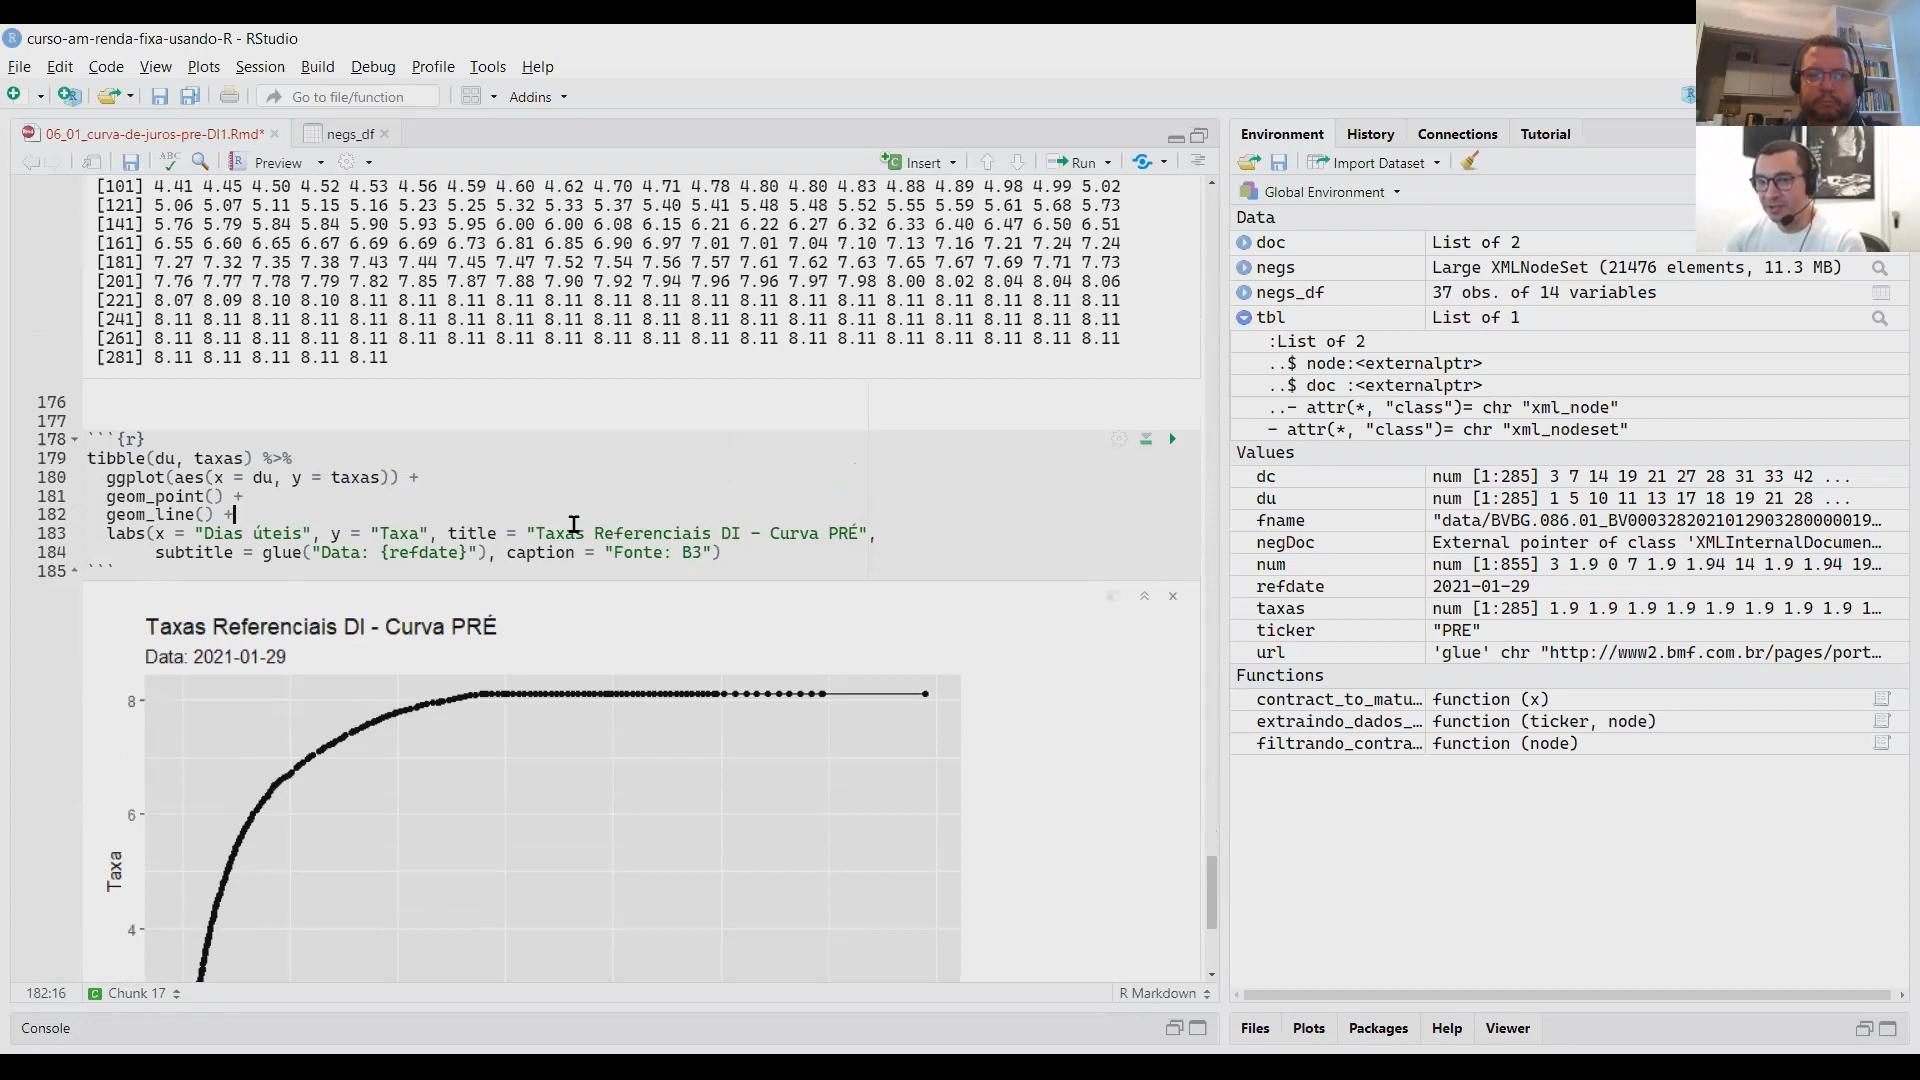 curso-am-renda-fixa-usando-R - RStudio
File Edit Code View Plots Session Build Debug Profile Tools Help
Go to file/function
Addins
06_01_curva-de-juros-pre-DI1.Rmd*
negs_df
ABC
Preview
Insert
Run
[101] 4.41 4.45 4.50 4.52 4.53 4.56 4.59 4.60 4.62 4.70 4.71 4.78 4.80 4.80 4.83 4.88 4.89 4.98 4.99 5.02
[121] 5.06 5.07 5.11 5.15 5.16 5.23 5.25 5.32 5.33 5.37 5.40 5.41 5.48 5.48 5.52 5.55 5.59 5.61 5.68 5.73
[141] 5.76 5.79 5.84 5.84 5.90 5.93 5.95 6.00 6.00 6.08 6.15 6.21 6.22 6.27 6.32 6.33 6.40 6.47 6.50 6.51
[161] 6.55 6.60 6.65 6.67 6.69 6.69 6.73 6.81 6.85 6.90 6.97 7.01 7.01 7.04 7.10 7.13 7.16 7.21 7.24 7.24
[181] 7.27 7.32 7.35 7.38 7.43 7.44 7.45 7.47 7.52 7.54 7.56 7.57 7.61 7.62 7.63 7.65 7.67 7.69 7.71 7.73
[201] 7.76 7.77 7.78 7.79 7.82 7.85 7.87 7.88 7.90 7.92 7.94 7.96 7.96 7.97 7.98 8.00 8.02 8.04 8.04 8.06
[221] 8.07 8.09 8.10 8.10 8.11 8.11 8.11 8.11 8.11 8.11 8.11 8.11 8.11 8.11 8.11 8.11 8.11 8.11 8.11 8.11
[241] 8.11 8.11 8.11 8.11 8.11 8.11 8.11 8.11 8.11 8.11 8.11 8.11 8.11 8.11 8.11 8.11 8.11 8.11 8.11 8.11
[261] 8.11 8.11 8.11 8.11 8.11 8.11 8.11 8.11 8.11 8.11 8.11 8.11 8.11 8.11 8.11 8.11 8.11 8.11 8.11 8.11
[281] 8.11 8.11 8.11 8.11 8.11
176
177
178 ```{r}
179 tibble(du, taxas) %>%
180 ggplot(aes(x = du, y = taxas)) +
181 geom_point() +
182 geom_line() +
183 labs(x = "Dias úteis", y = "Taxa", title = "Taxas Referenciais DI - Curva PRÉ",
184 subtitle = glue("Data: {refdate}"), caption = "Fonte: B3")
185 ```
Taxas Referenciais DI - Curva PRÉ
Data: 2021-01-29
8
6
4
Taxa
182:16
Chunk 17
R Markdown
Console
Environment History Connections Tutorial
Import Dataset
Global Environment
Data
doc List of 2
negs Large XMLNodeSet (21476 elements, 11.3 MB)
negs_df 37 obs. of 14 variables
tbl List of 1
:List of 2
..$ node:<externalptr>
..$ doc :<externalptr>
..- attr(*, "class")= chr "xml_node"
- attr(*, "class")= chr "xml_nodeset"
Values
dc num [1:285] 3 7 14 19 21 27 28 31 33 42 ...
du num [1:285] 1 5 10 11 13 17 18 19 21 28 ...
fname "data/BVBG.086.01_BV0003282021012903280000019…
negDoc External pointer of class 'XMLInternalDocumen…
num num [1:855] 3 1.9 0 7 1.9 1.94 14 1.9 1.94 19…
refdate 2021-01-29
taxas num [1:285] 1.9 1.9 1.9 1.9 1.9 1.9 1.9 1.9 1…
ticker "PRE"
url 'glue' chr "http://www2.bmf.com.br/pages/port…
Functions
contract_to_matu… function (x)
extraindo_dados_… function (ticker, node)
filtrando_contra… function (node)
Files Plots Packages Help Viewer